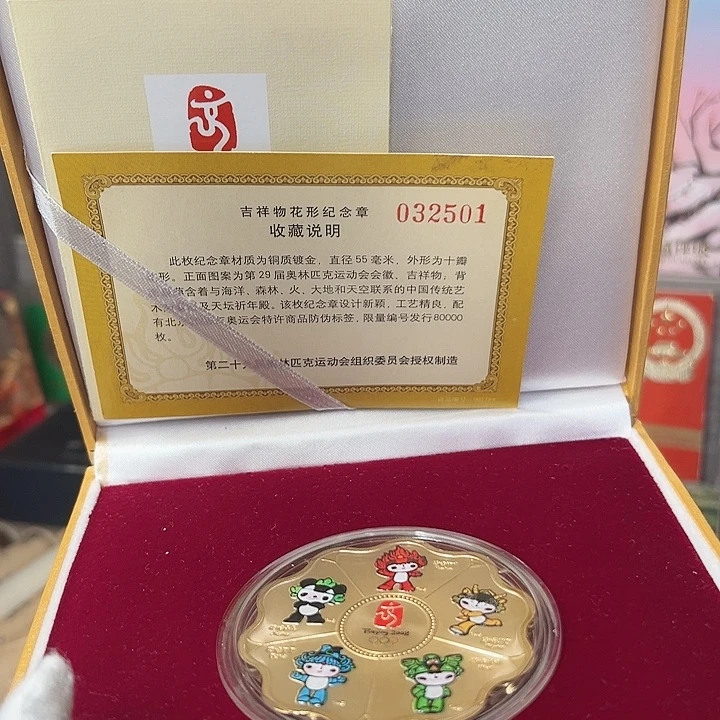 吉祥物花形纪念章
032501
收藏说明
此枚纪念章材质为铜质镀金，直径55毫米，外形为十瓣
形。正面图案为第29届奥林匹克运动会会徽、吉祥物；背
含着与海洋、森林、火、大地和天空联系的中国传统艺
术 及天坛祈年殿。该枚纪念章设计新颖，工艺精良，配
有北京 奥运会特许商品防伪标签，限量编号发行80000
枚。
第二十 林匹克运动会组织委员会授权制造
Beijing 2008